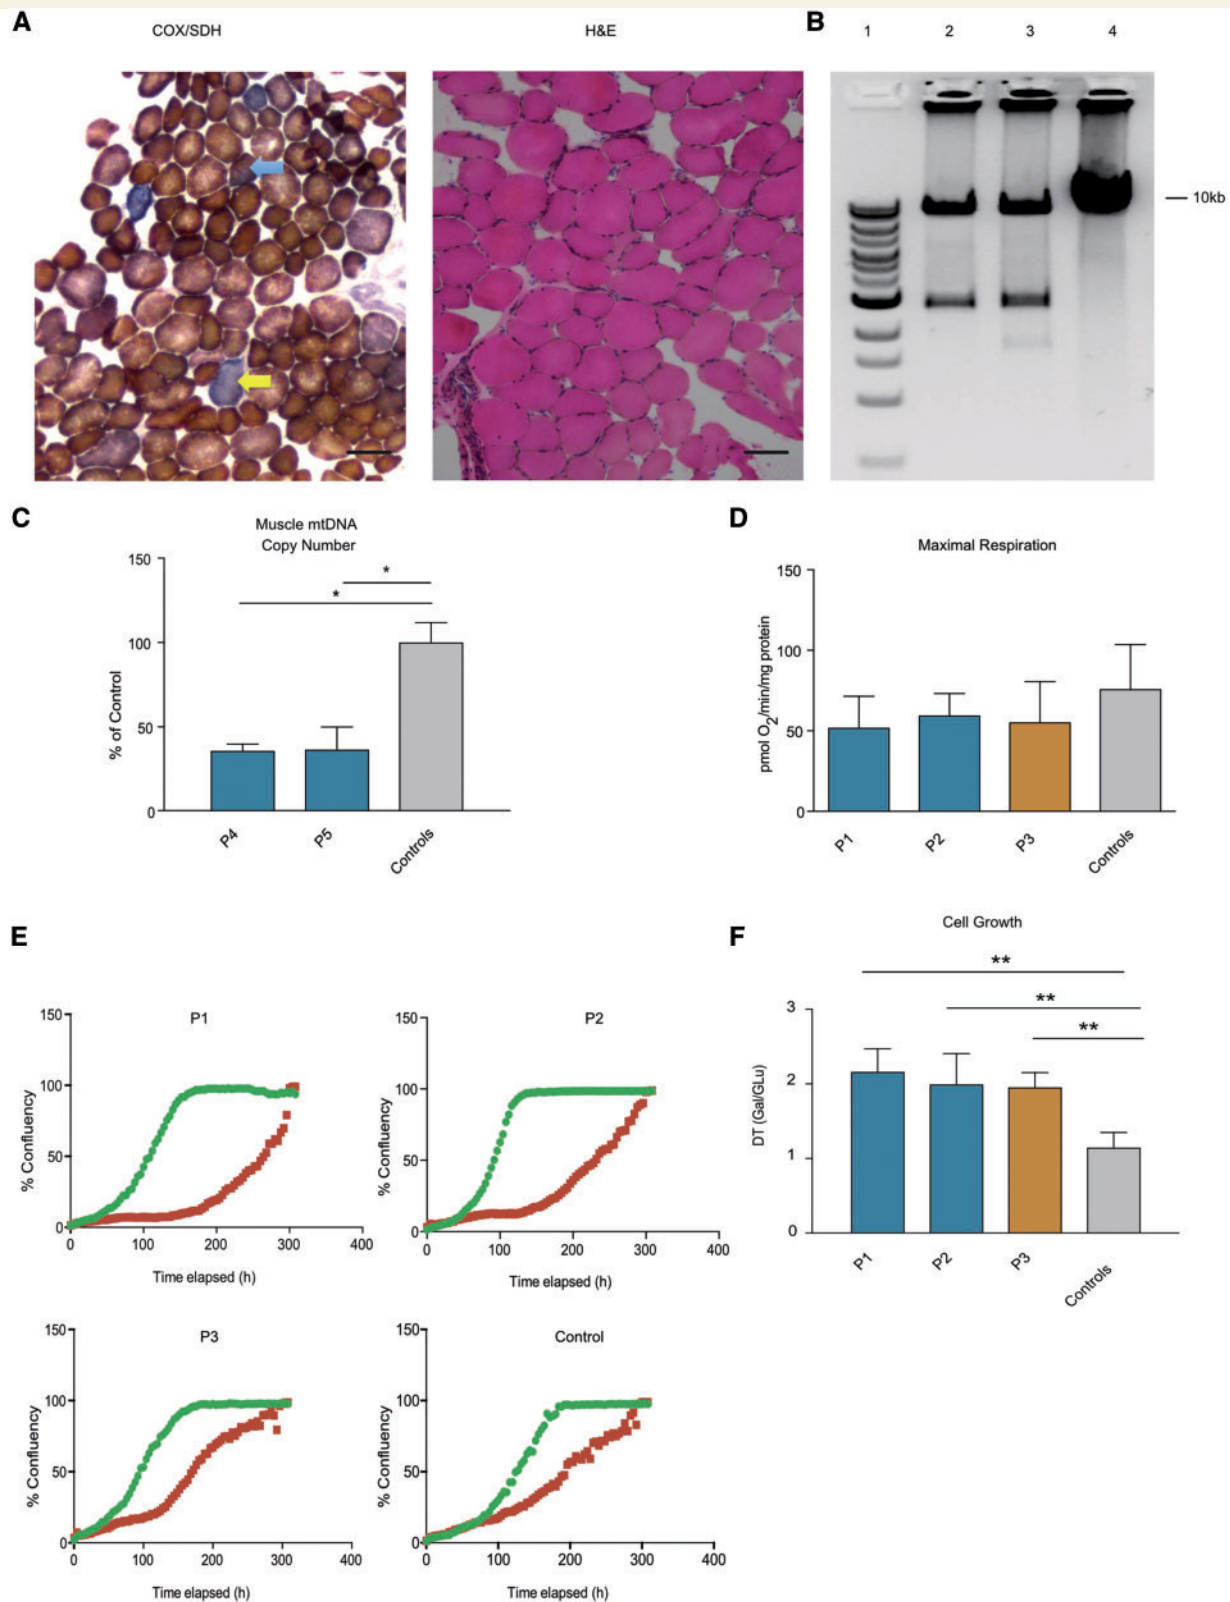 A
COX/SDH
H&E
B
1 2 3 4
10kb
C
Muscle mtDNA
Copy Number
% of Control
150
100
50
0
*
*
P4
P5
Controls
D
Maximal Respiration
pmol O2/min/mg protein
150
100
50
0
P1
P2
P3
Controls
E
P1
% Confluency
150
100
50
0
0 100 200 300 400
Time elapsed (h)
P2
% Confluency
150
100
50
0
0 100 200 300 400
Time elapsed (h)
P3
% Confluency
150
100
50
0
0 100 200 300 400
Time elapsed (h)
Control
% Confluency
150
100
50
0
0 100 200 300 400
Time elapsed (h)
F
Cell Growth
**
**
**
DT (Gal/GLu)
3
2
1
0
P1
P2
P3
Controls